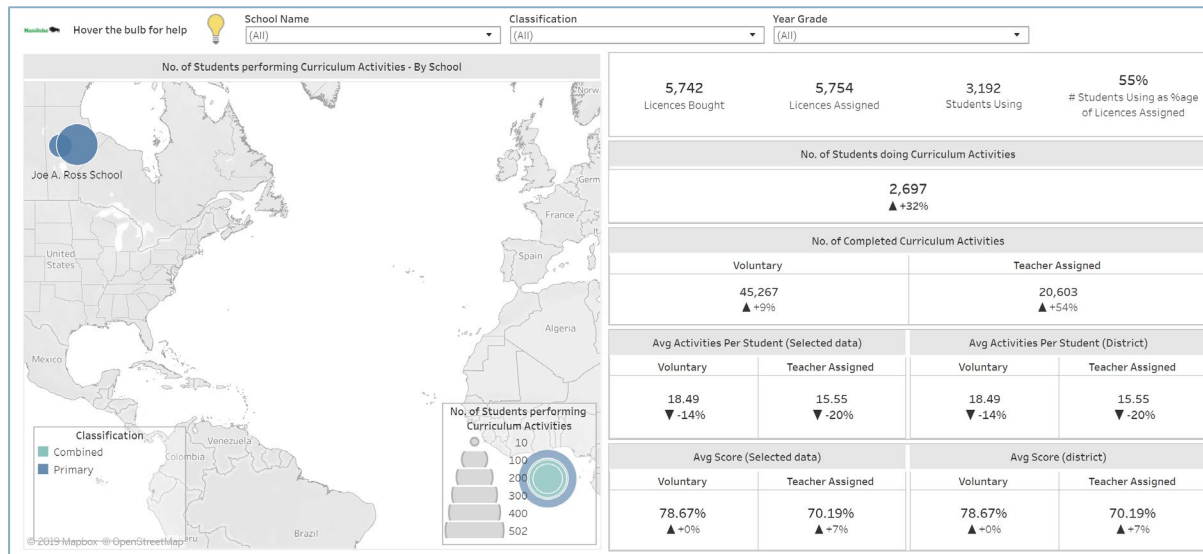 Manitoba
Hover the bulb for help
School Name
(All)
Classification
(All)
Year Grade
(All)
No. of Students performing Curriculum Activities - By School
Joe A. Ross School
United
States
Mexico
Venezuela
Colombia
Brazil
Norw
Germ
France
Spain
Algeria
Classification
Combined
Primary
No. of Students performing
Curriculum Activities
10
100
200
300
400
502
© 2019 Mapbox © OpenStreetMap
eru
5,742
Licences Bought
5,754
Licences Assigned
3,192
Students Using
55%
# Students Using as %age
of Licences Assigned
No. of Students doing Curriculum Activities
2,697
▲ +32%
No. of Completed Curriculum Activities
Voluntary
Teacher Assigned
45,267
▲ +9%
20,603
▲ +54%
Avg Activities Per Student (Selected data)
Voluntary
Teacher Assigned
18.49
▼ -14%
15.55
▼ -20%
Avg Activities Per Student (District)
Voluntary
Teacher Assigned
18.49
▼ -14%
15.55
▼ -20%
Avg Score (Selected data)
Voluntary
Teacher Assigned
78.67%
▲ +0%
70.19%
▲ +7%
Avg Score (district)
Voluntary
Teacher Assigned
78.67%
▲ +0%
70.19%
▲ +7%